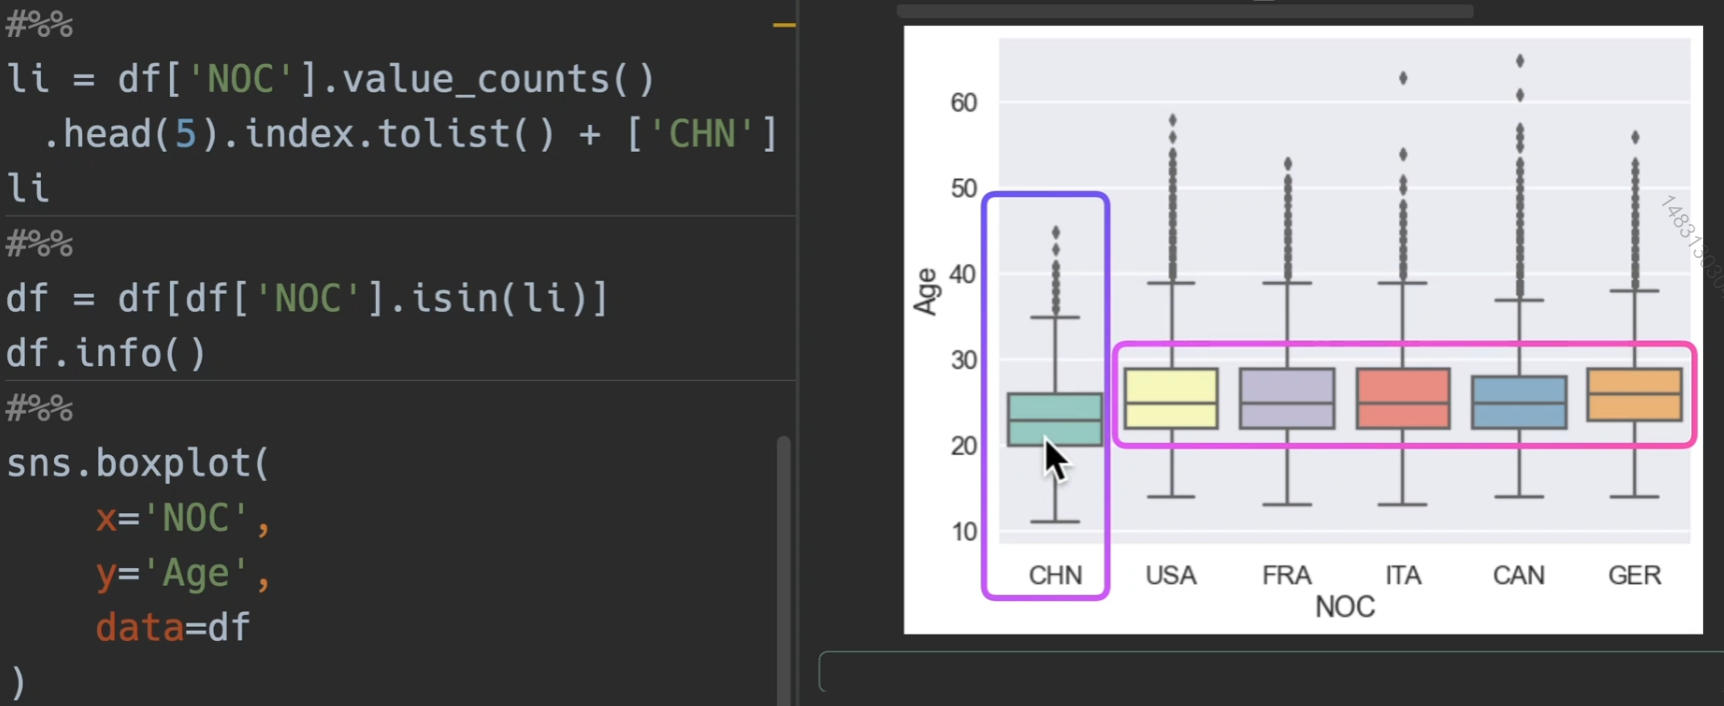 #%%
li = df['NOC'].value_counts()
  .head(5).index.tolist() + ['CHN']
li
#%%
df = df[df['NOC'].isin(li)]
df.info()
#%%
sns.boxplot(
    x='NOC',
    y='Age',
    data=df
)
60
50
40
30
20
10
Age
CHN USA FRA ITA CAN GER
NOC